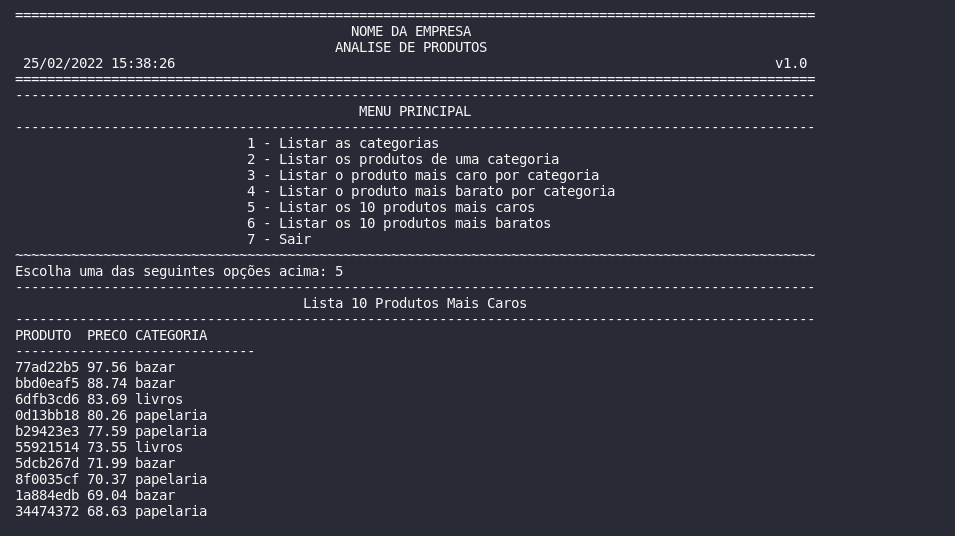 ====================================================================================================
NOME DA EMPRESA
ANALISE DE PRODUTOS
25/02/2022 15:38:26 v1.0
====================================================================================================
----------------------------------------------------------------------------------------------------
MENU PRINCIPAL
----------------------------------------------------------------------------------------------------
1 - Listar as categorias
2 - Listar os produtos de uma categoria
3 - Listar o produto mais caro por categoria
4 - Listar o produto mais barato por categoria
5 - Listar os 10 produtos mais caros
6 - Listar os 10 produtos mais baratos
7 - Sair
~~~~~~~~~~~~~~~~~~~~~~~~~~~~~~~~~~~~~~~~~~~~~~~~~~~~~~~~~~~~~~~~~~~~~~~~~~~~~~~~~~~~~~~~~~~~~~~~~~~~
Escolha uma das seguintes opções acima: 5
----------------------------------------------------------------------------------------------------
Lista 10 Produtos Mais Caros
----------------------------------------------------------------------------------------------------
PRODUTO  PRECO CATEGORIA
------------------------------
77ad22b5 97.56 bazar
bbd0eaf5 88.74 bazar
6dfb3cd6 83.69 livros
0d13bb18 80.26 papelaria
b29423e3 77.59 papelaria
55921514 73.55 livros
5dcb267d 71.99 bazar
8f0035cf 70.37 papelaria
1a884edb 69.04 bazar
34474372 68.63 papelaria